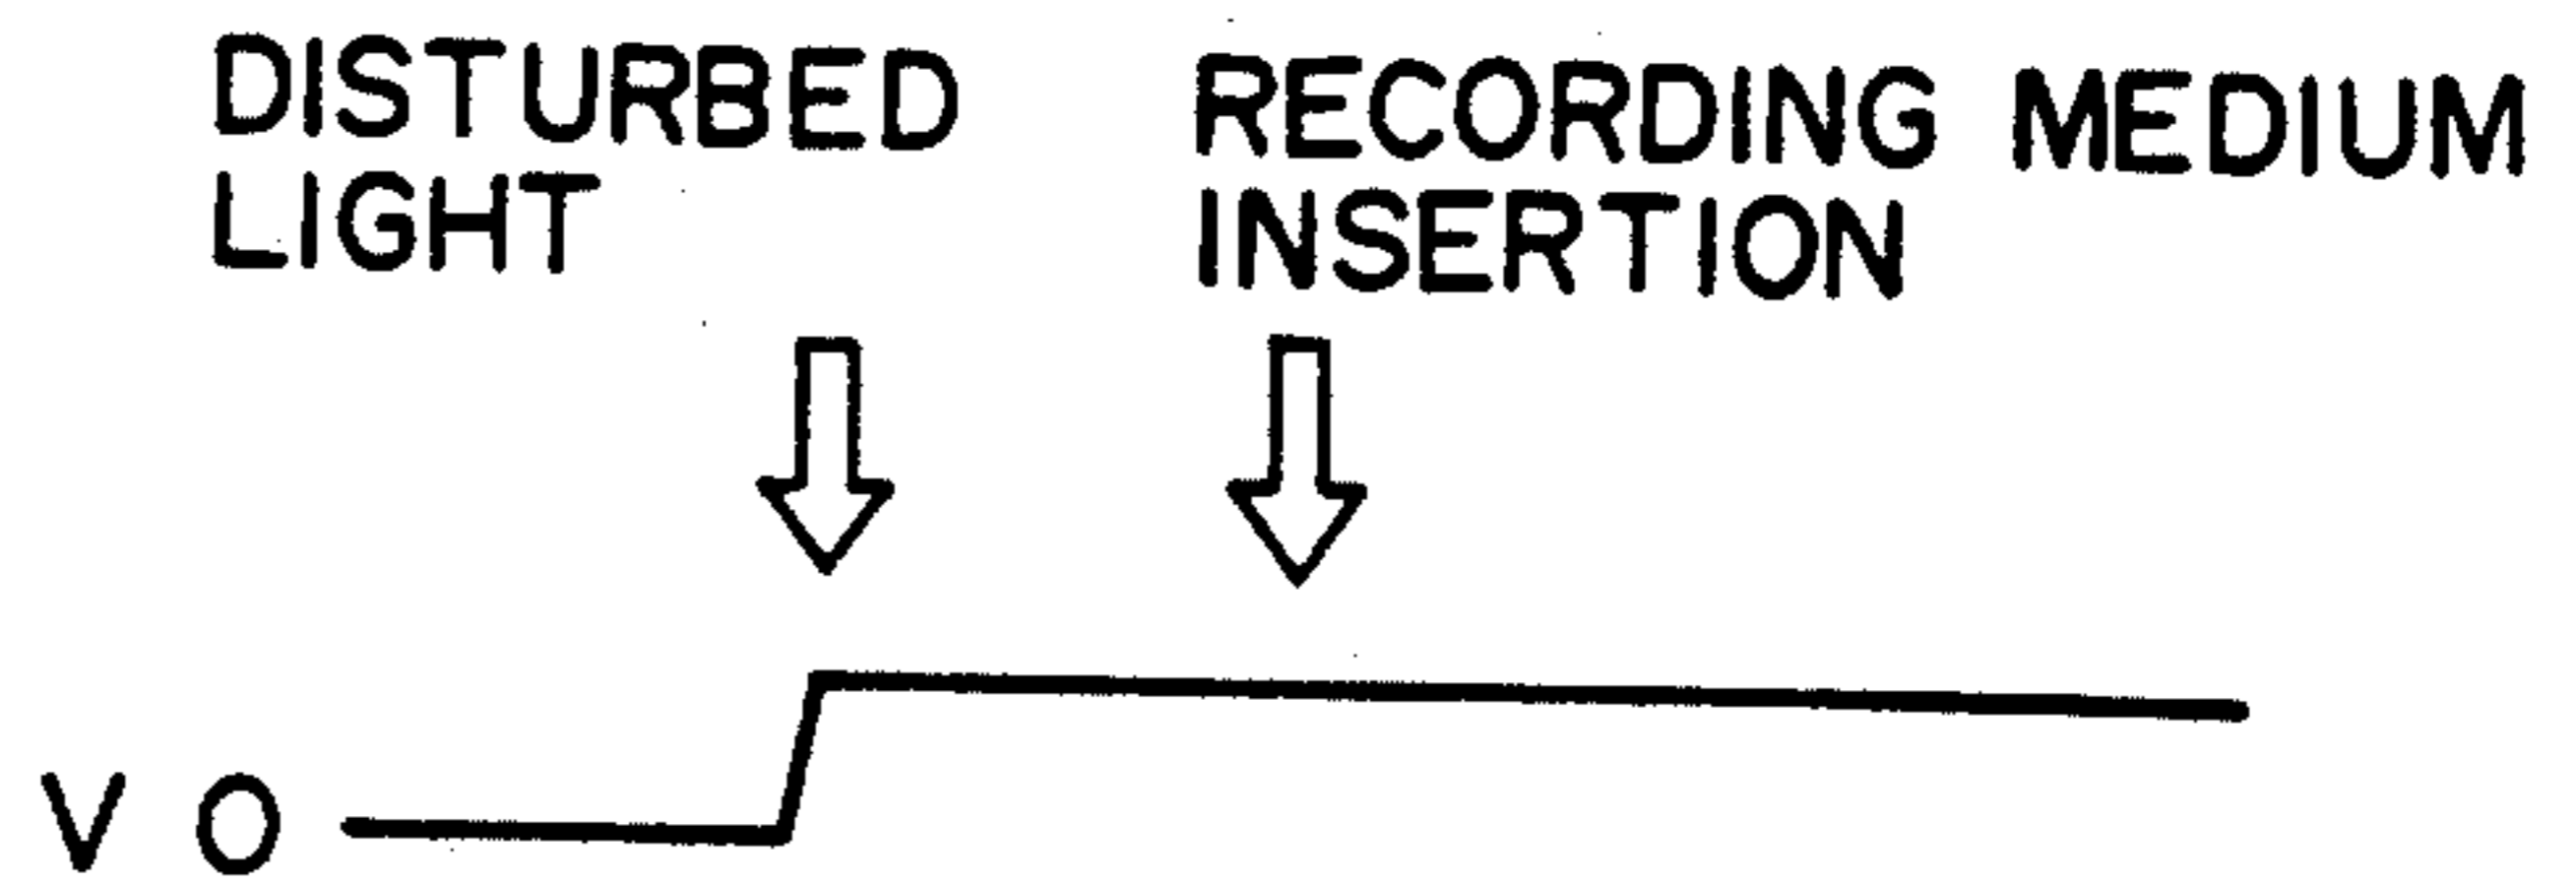 DISTURBED
LIGHT
RECORDING MEDIUM
INSERTION
V O